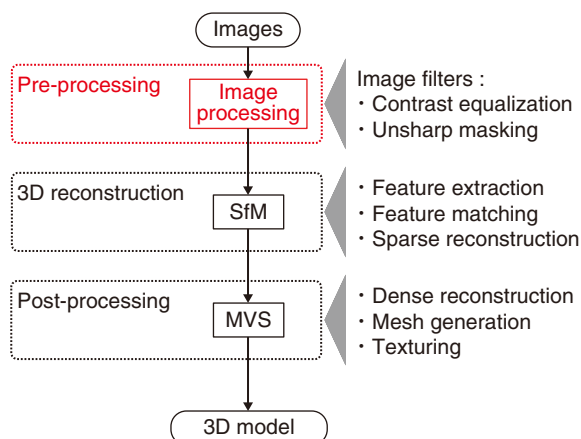 Images
Pre-processing
Image
processing
Image filters :
・Contrast equalization
・Unsharp masking
3D reconstruction
SfM
・Feature extraction
・Feature matching
・Sparse reconstruction
Post-processing
MVS
・Dense reconstruction
・Mesh generation
・Texturing
3D model